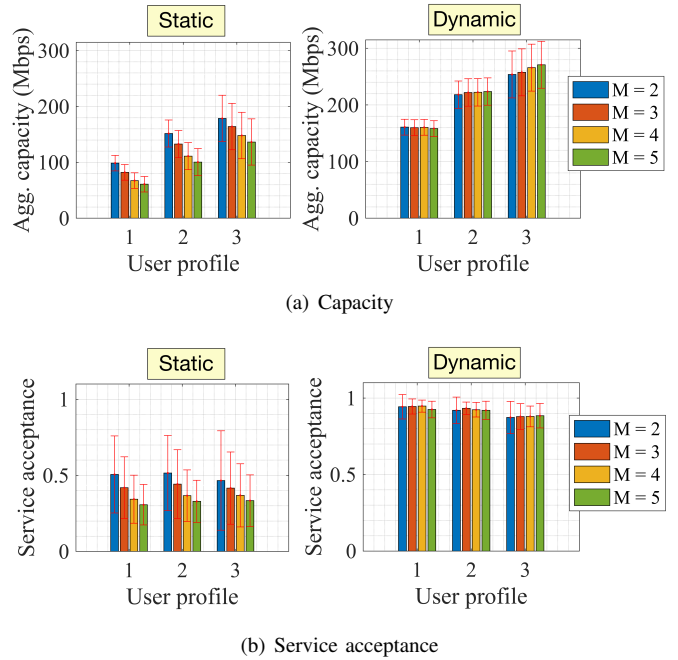 Static
Dynamic
Agg. capacity (Mbps)
300
200
100
0
1 2 3
User profile
Agg. capacity (Mbps)
300
200
100
0
1 2 3
User profile
M = 2
M = 3
M = 4
M = 5
(a) Capacity
Static
Dynamic
Service acceptance
1
0.5
0
1 2 3
User profile
Service acceptance
1
0.5
0
1 2 3
User profile
M = 2
M = 3
M = 4
M = 5
(b) Service acceptance